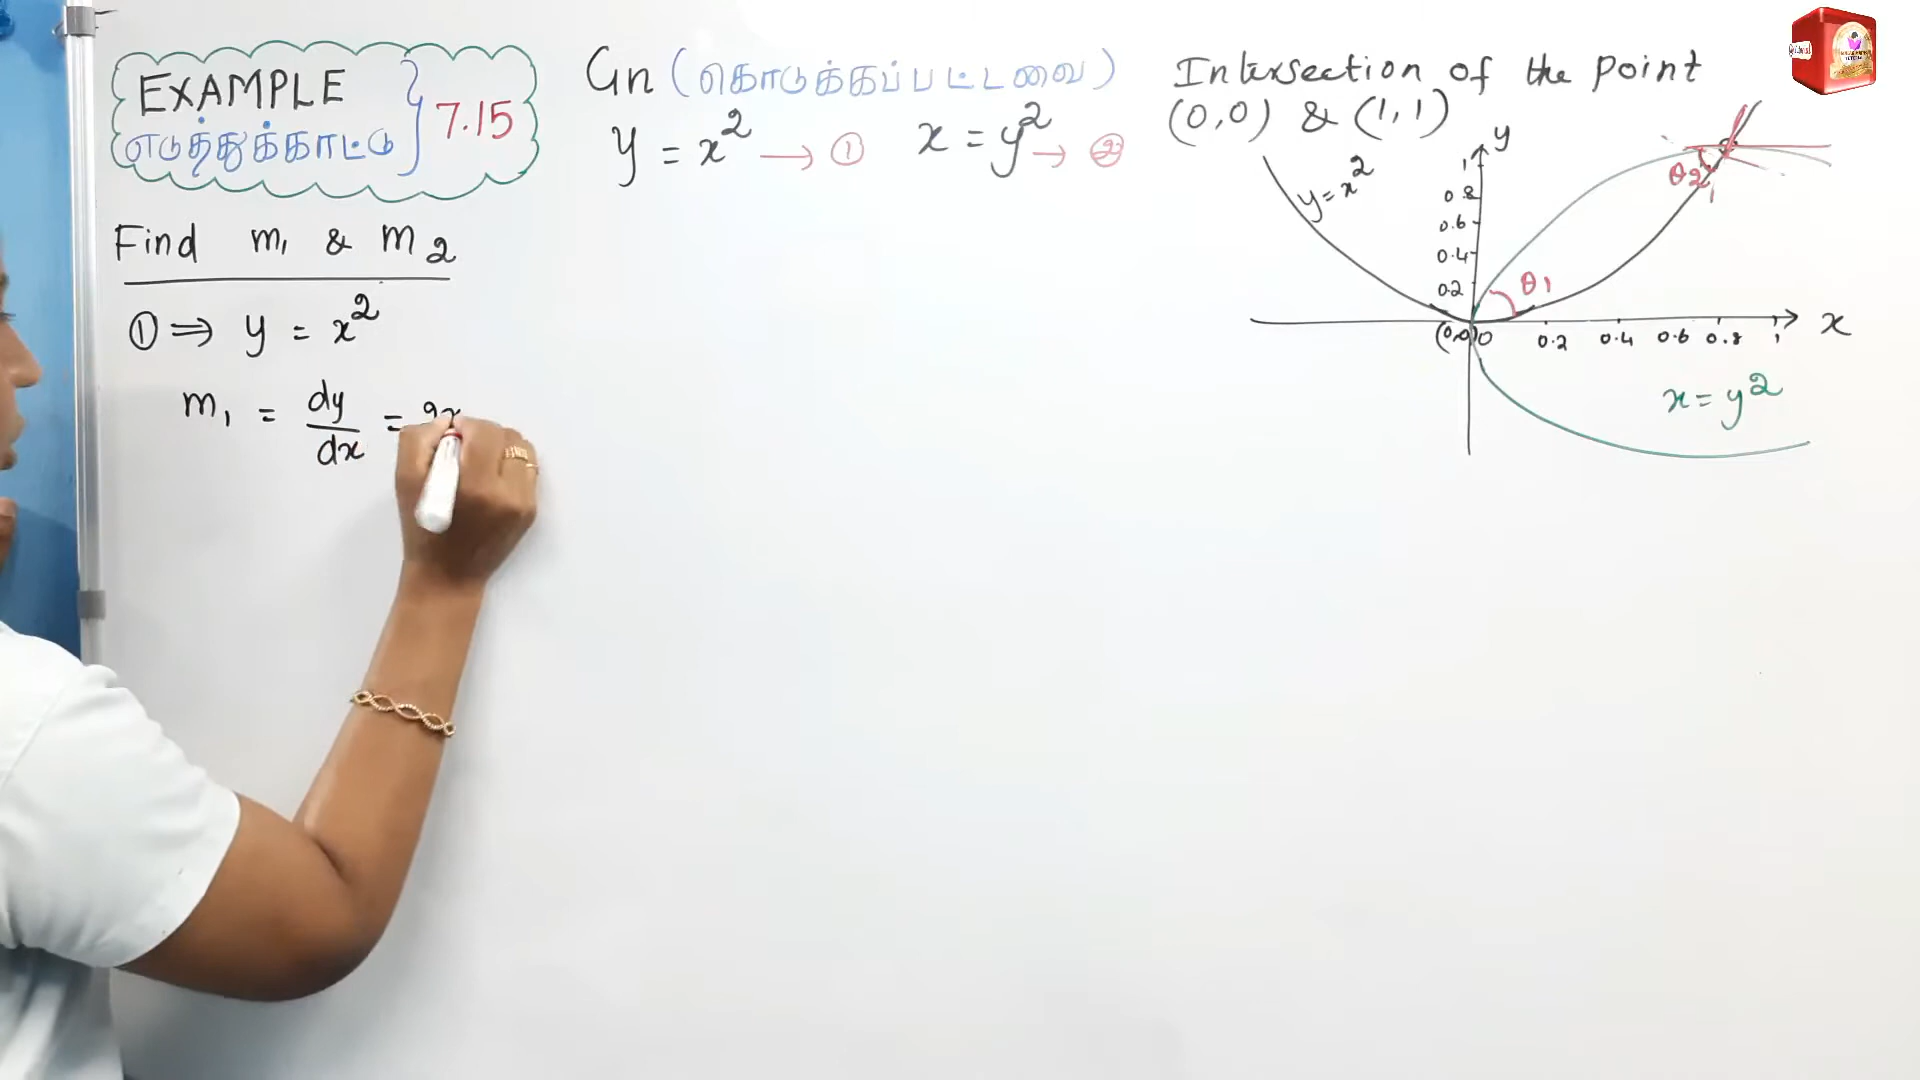 EXAMPLE
எடுத்துக்காட்டு
7.15
Gn (கொடுக்கப்பட்டவை)
y = x² → ① x = y² → ②
Intersection of the point
(0,0) & (1,1)
Find m₁ & m₂
① ⇒ y = x²
m₁ = dy/dx = 2x
y
y = x²
1
0.8
0.6
0.4
0.2
θ2
θ1
(0,0) 0 0.2 0.4 0.6 0.8 1 x
x = y²